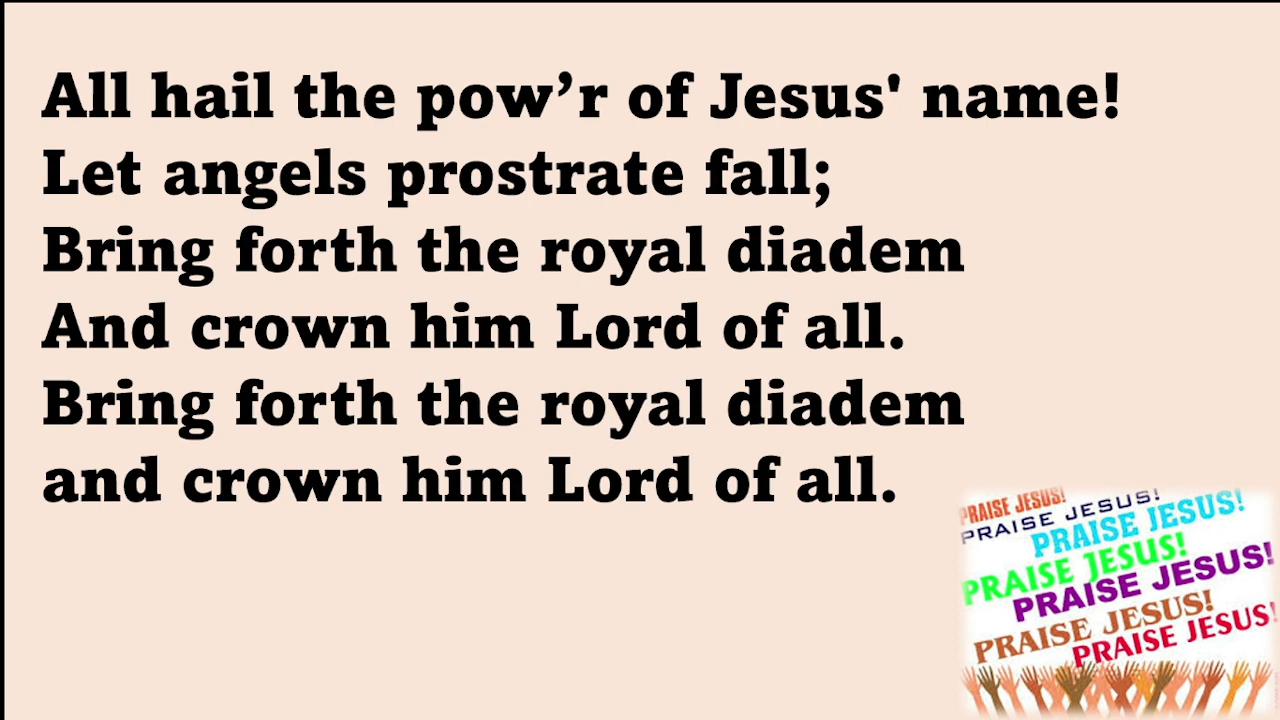 All hail the pow’r of Jesus' name!
Let angels prostrate fall;
Bring forth the royal diadem
And crown him Lord of all.
Bring forth the royal diadem
and crown him Lord of all.
PRAISE JESUS!
PRAISE JESUS!
PRAISE JESUS!
PRAISE JESUS!
PRAISE JESUS!
PRAISE JESUS!
PRAISE JESUS!